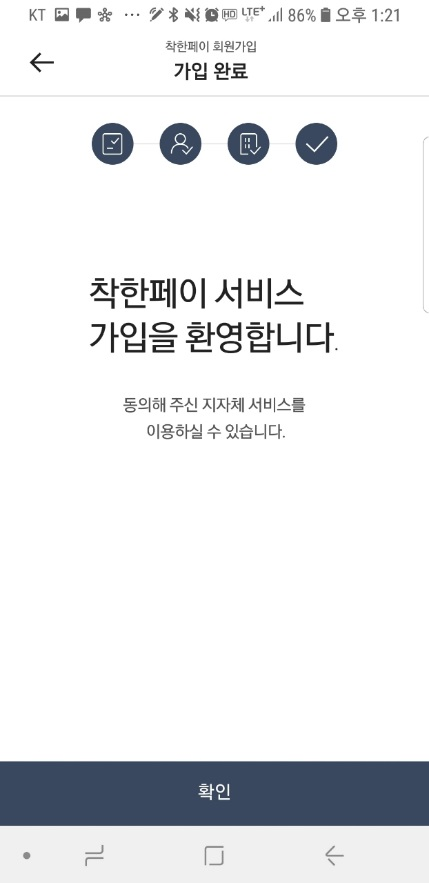 KT ... HD LTE+ 86% 오후 1:21
착한페이 회원가입
가입 완료
착한페이 서비스
가입을 환영합니다.
동의해 주신 지자체 서비스를
이용하실 수 있습니다.
확인